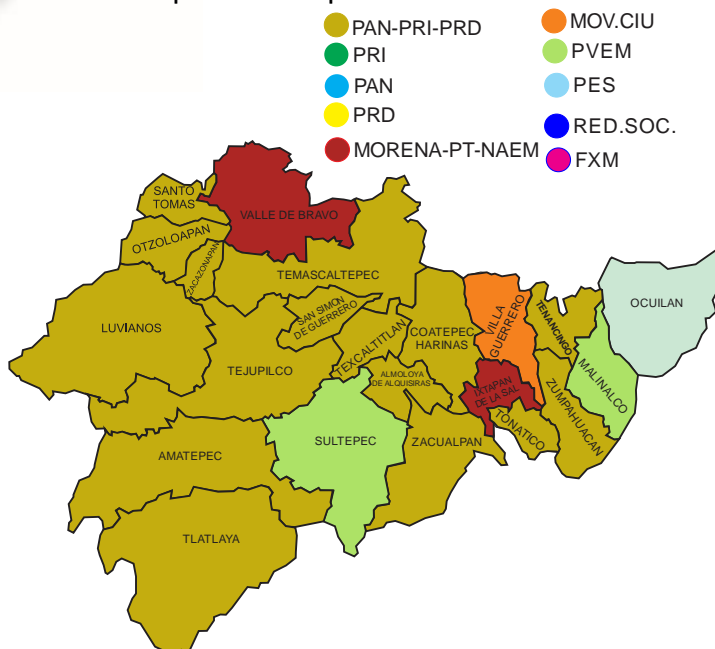 PAN-PRI-PRD
PRI
PAN
PRD
MORENA-PT-NAEM
MOV.CIU
PVEM
PES
RED.SOC.
FXM
SANTO
TOMAS
VALLE DE BRAVO
OTZOLOAPAN
ZACAZONAPAN
TEMASCALTEPEC
OCUILAN
LUVIANOS
SAN SIMON
DE GUERRERO
TEXCALTITLAN
COATEPEC
HARINAS
VILLA
GUERRERO
TENANCINGO
MALINALCO
TEJUPILCO
ALMOLOYA
DE ALQUISIRAS
IXTAPAN
DE LA SAL
ZUMPAHUACAN
TONATICO
SULTEPEC
ZACUALPAN
AMATEPEC
TLATLAYA